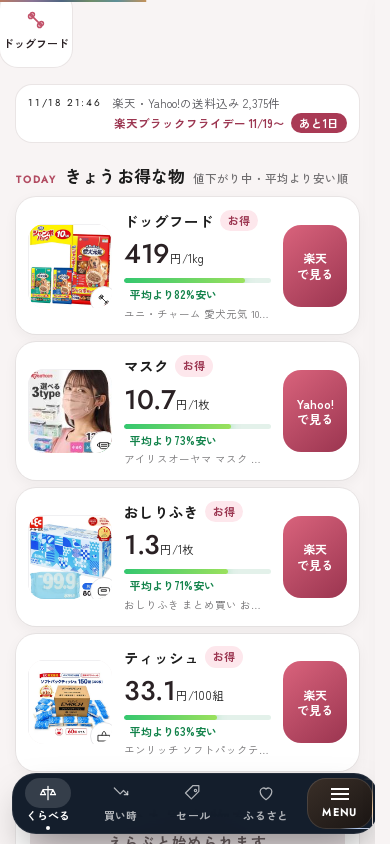 ドッグフード
11/18 21:46 楽天・Yahoo!の送料込み 2,375件
楽天ブラックフライデー 11/19〜 あと1日
TODAY きょうお得な物 値下がり中・平均より安い順
ドッグフード お得
419円/1kg
平均より82%安い
ユニ・チャーム 愛犬元気 10...
楽天
で見る
マスク お得
選べる
3type
10.7円/1枚
平均より73%安い
アイリスオーヤマ マスク ...
Yahoo!
で見る
おしりふき お得
1.3円/1枚
平均より71%安い
おしりふき まとめ買い お...
楽天
で見る
ティッシュ お得
33.1円/100組
平均より63%安い
エンリッチ ソフトパックテ...
楽天
で見る
くらべる
買い時
セール
ふるさと
MENU